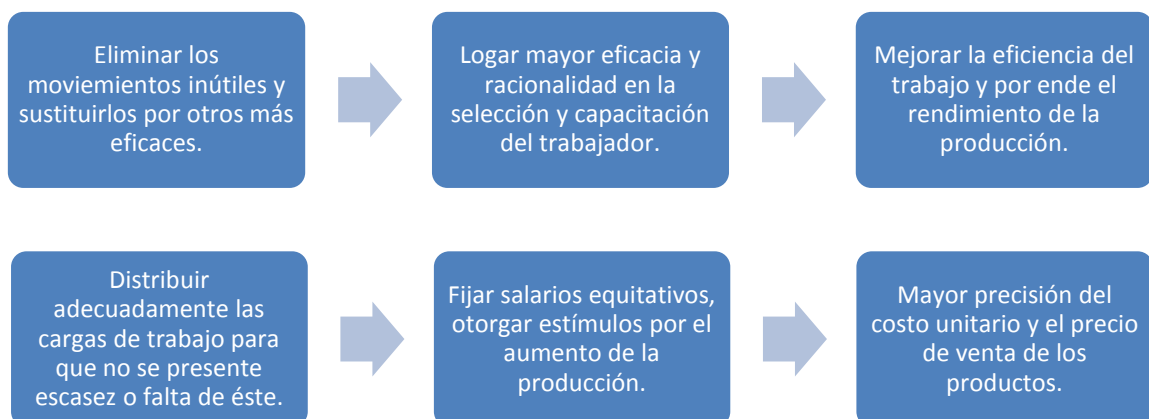 Eliminar los
moviemientos inútiles y
sustituirlos por otros más
eficaces.
Logar mayor eficacia y
racionalidad en la
selección y capacitación
del trabajador.
Mejorar la eficiencia del
trabajo y por ende el
rendimiento de la
producción.
Distribuir
adecuadamente las
cargas de trabajo para
que no se presente
escasez o falta de éste.
Fijar salarios equitativos,
otorgar estímulos por el
aumento de la
producción.
Mayor precisión del
costo unitario y el precio
de venta de los
productos.